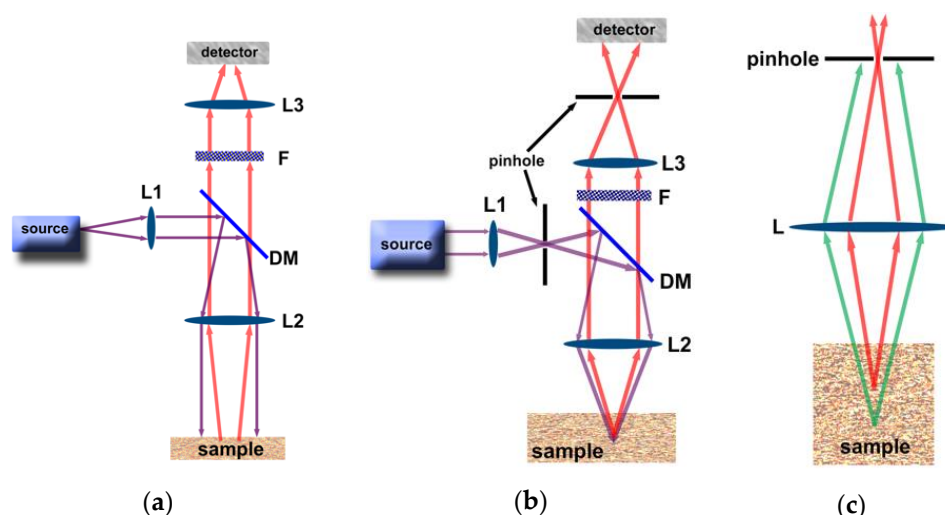 detector
L3
F
L1
source
DM
L2
sample
(a)
detector
pinhole
L3
F
L1
source
DM
L2
sample
(b)
pinhole
L
sample
(c)